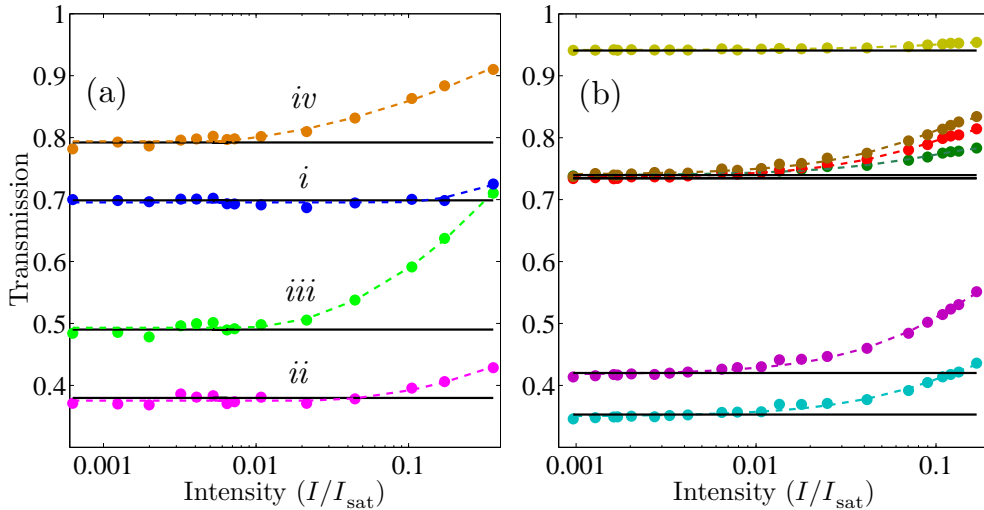 Transmission
1
0.9
0.8
0.7
0.6
0.5
0.4
(a)
iv
i
iii
ii
0.001
0.01
0.1
Intensity (I/I_sat)
1
0.9
0.8
0.7
0.6
0.5
0.4
(b)
0.001
0.01
0.1
Intensity (I/I_sat)